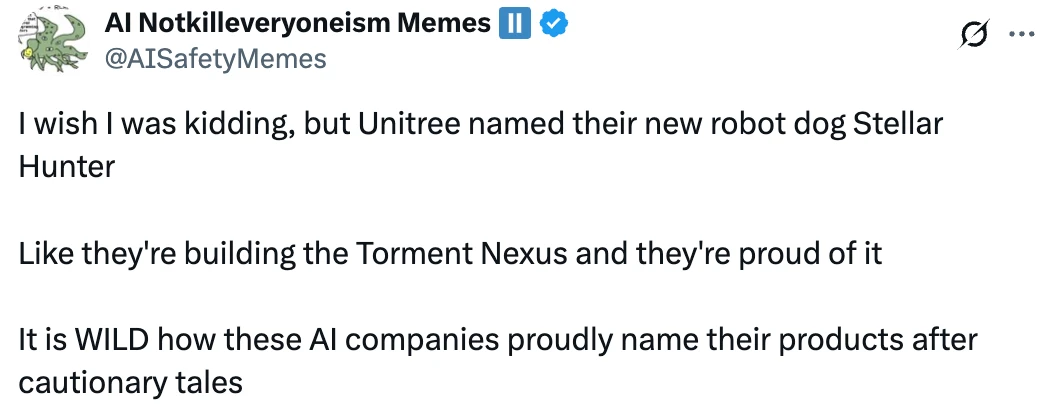 AI Notkilleveryoneism Memes ⏸️
@AISafetyMemes
I wish I was kidding, but Unitree named their new robot dog Stellar
Hunter
Like they're building the Torment Nexus and they're proud of it
It is WILD how these AI companies proudly name their products after
cautionary tales